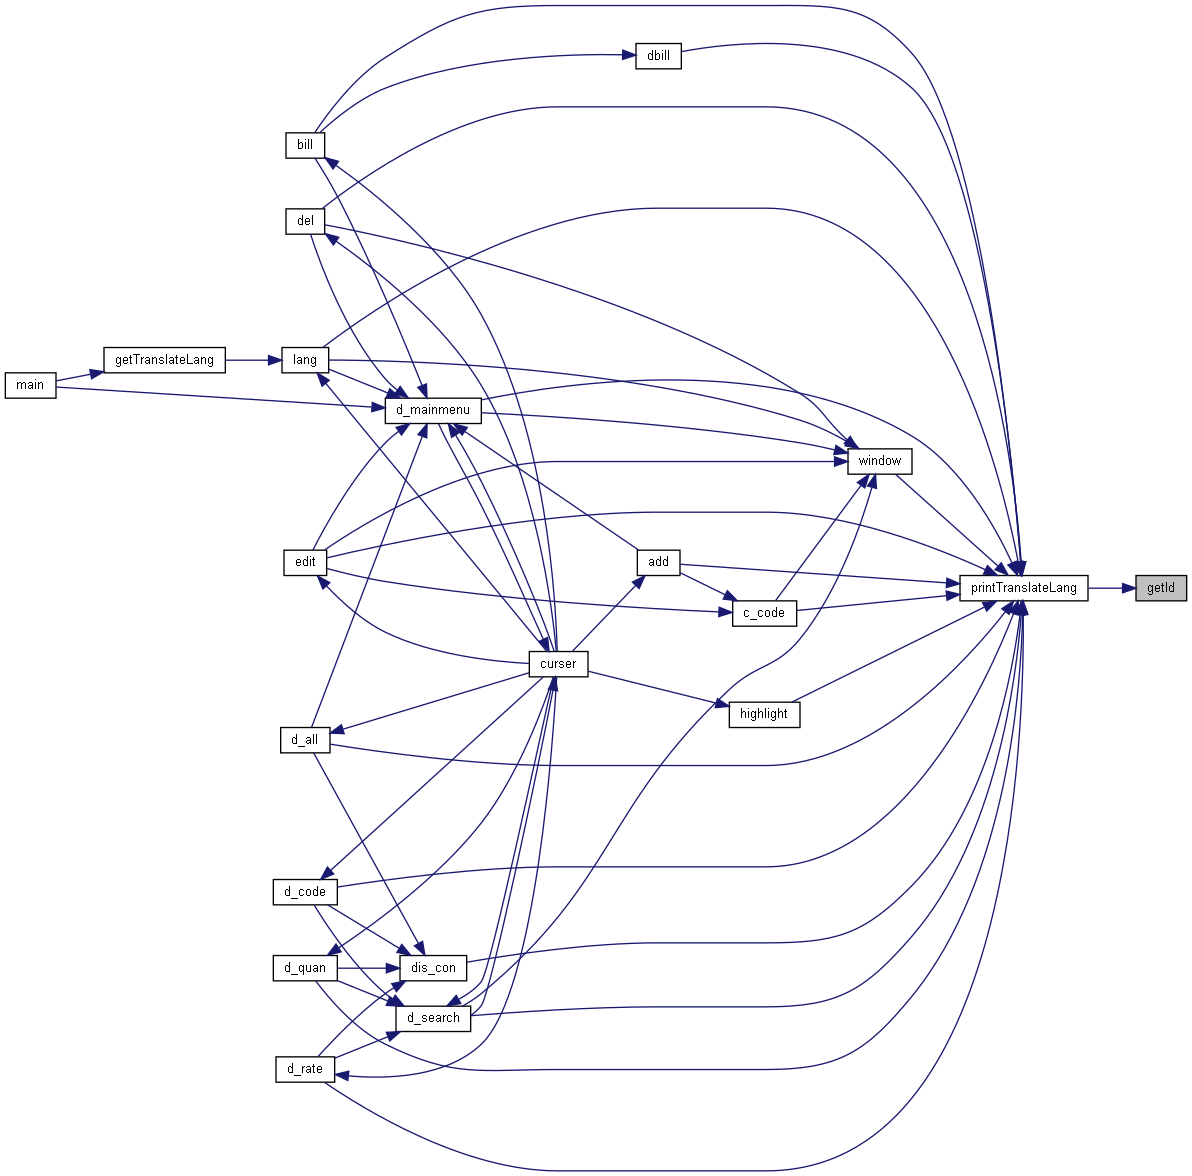 dbill
bill
del
getTranslateLang
lang
main
d_mainmenu
window
edit
add
printTranslateLang
getId
c_code
curser
highlight
d_all
d_code
d_quan
dis_con
d_search
d_rate